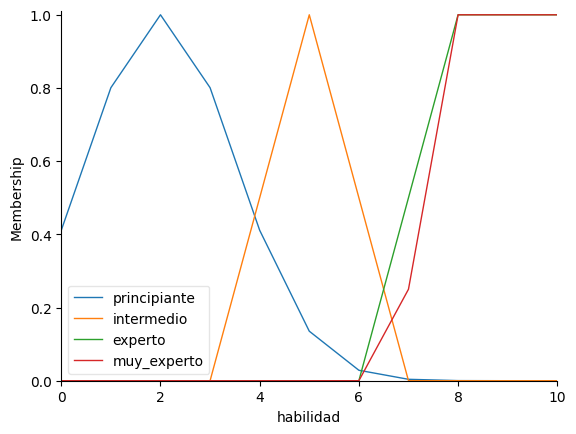 1.0
0.8
0.6
0.4
0.2
0.0
Membership
principiante
intermedio
experto
muy_experto
0 2 4 6 8 10
habilidad